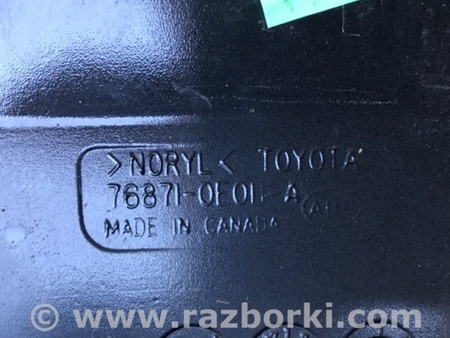 >NORYL< TOYOTA
76871-0E011-A
MADE IN CANADA
© www.razborki.com